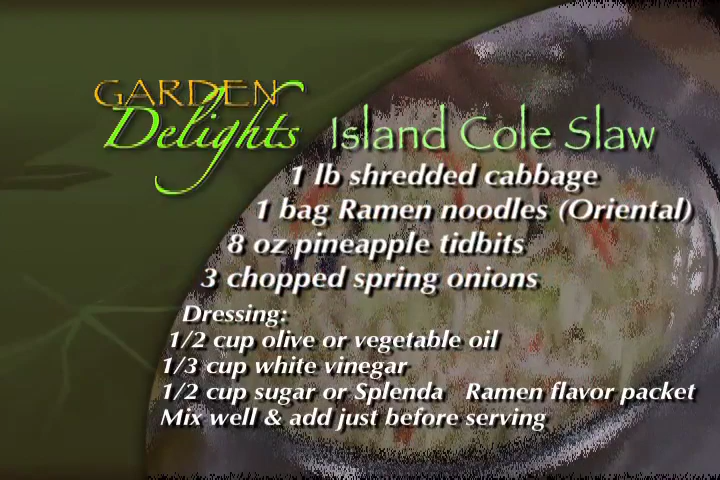 GARDEN
Delights
Island Cole Slaw
1 lb shredded cabbage
1 bag Ramen noodles (Oriental)
8 oz pineapple tidbits
3 chopped spring onions
Dressing:
1/2 cup olive or vegetable oil
1/3 cup white vinegar
1/2 cup sugar or Splenda Ramen flavor packet
Mix well & add just before serving